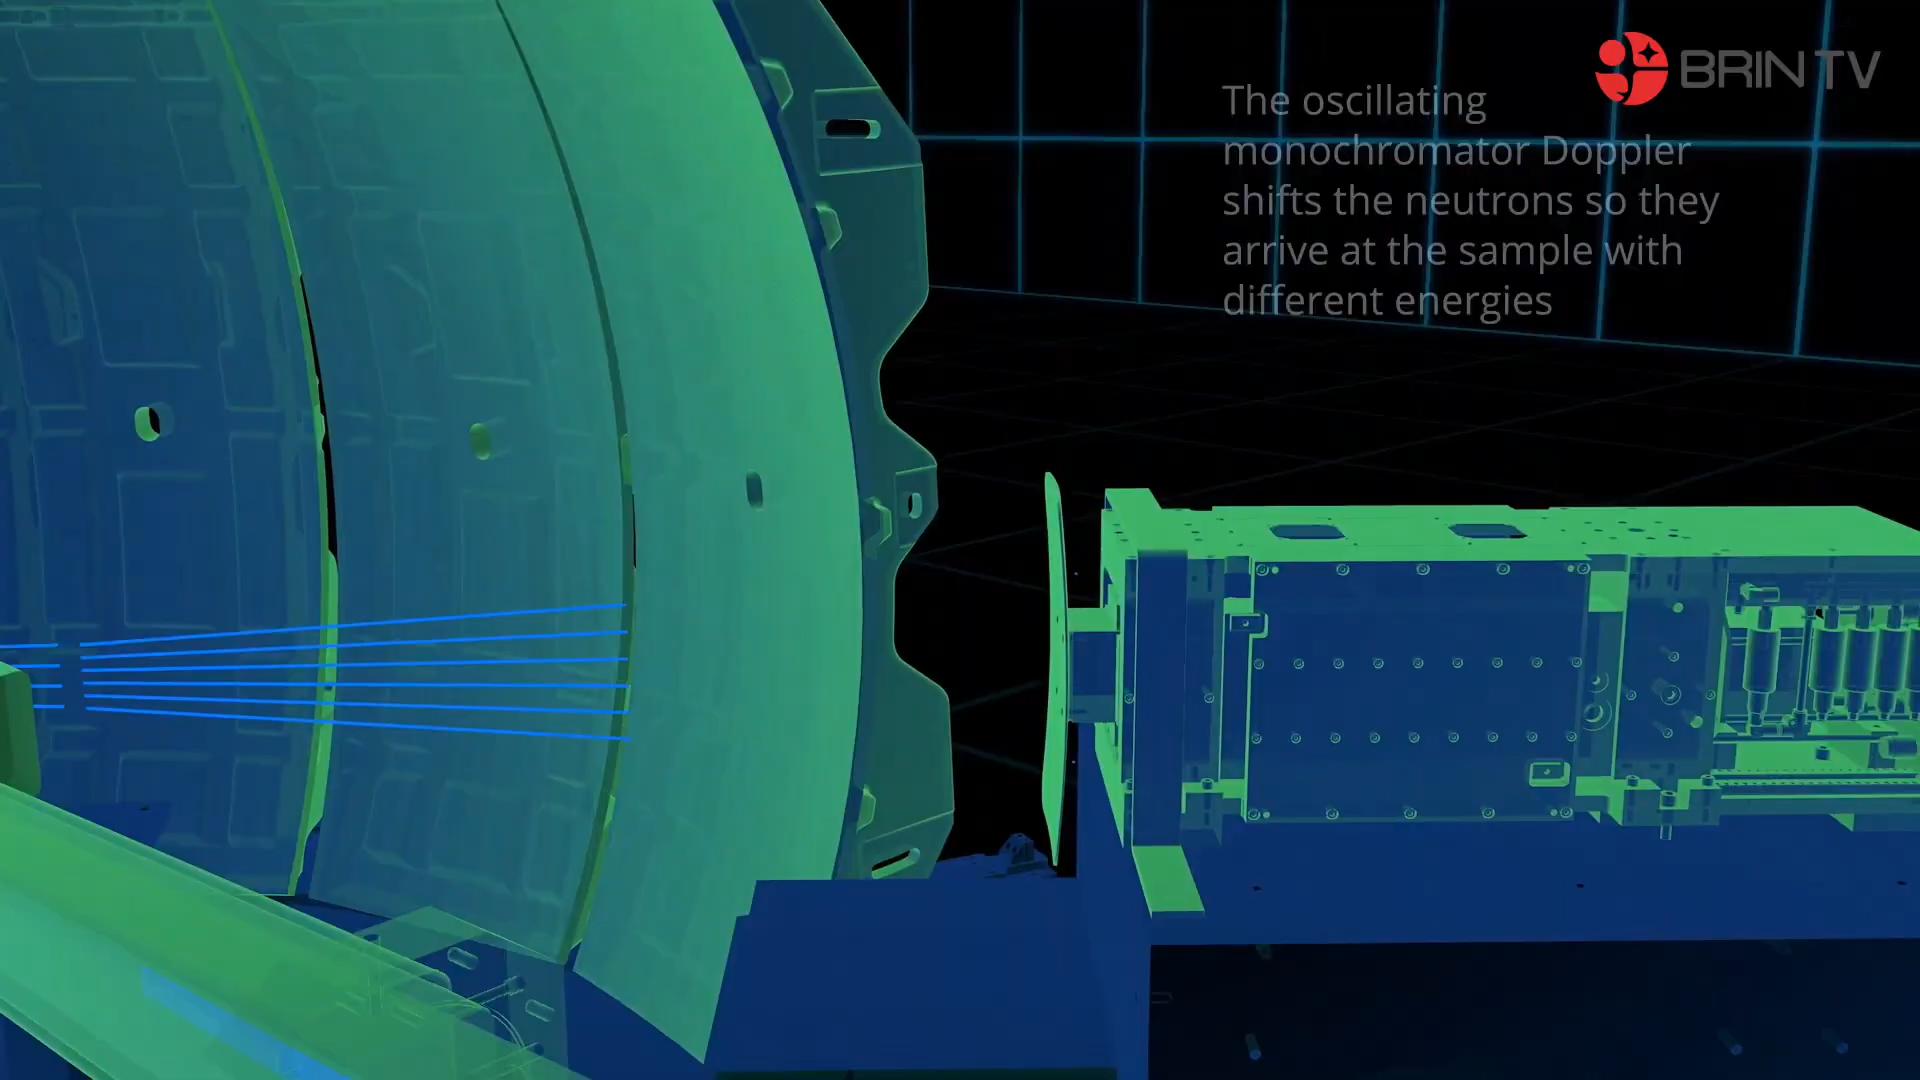 BRIN TV
The oscillating
monochromator Doppler
shifts the neutrons so they
arrive at the sample with
different energies